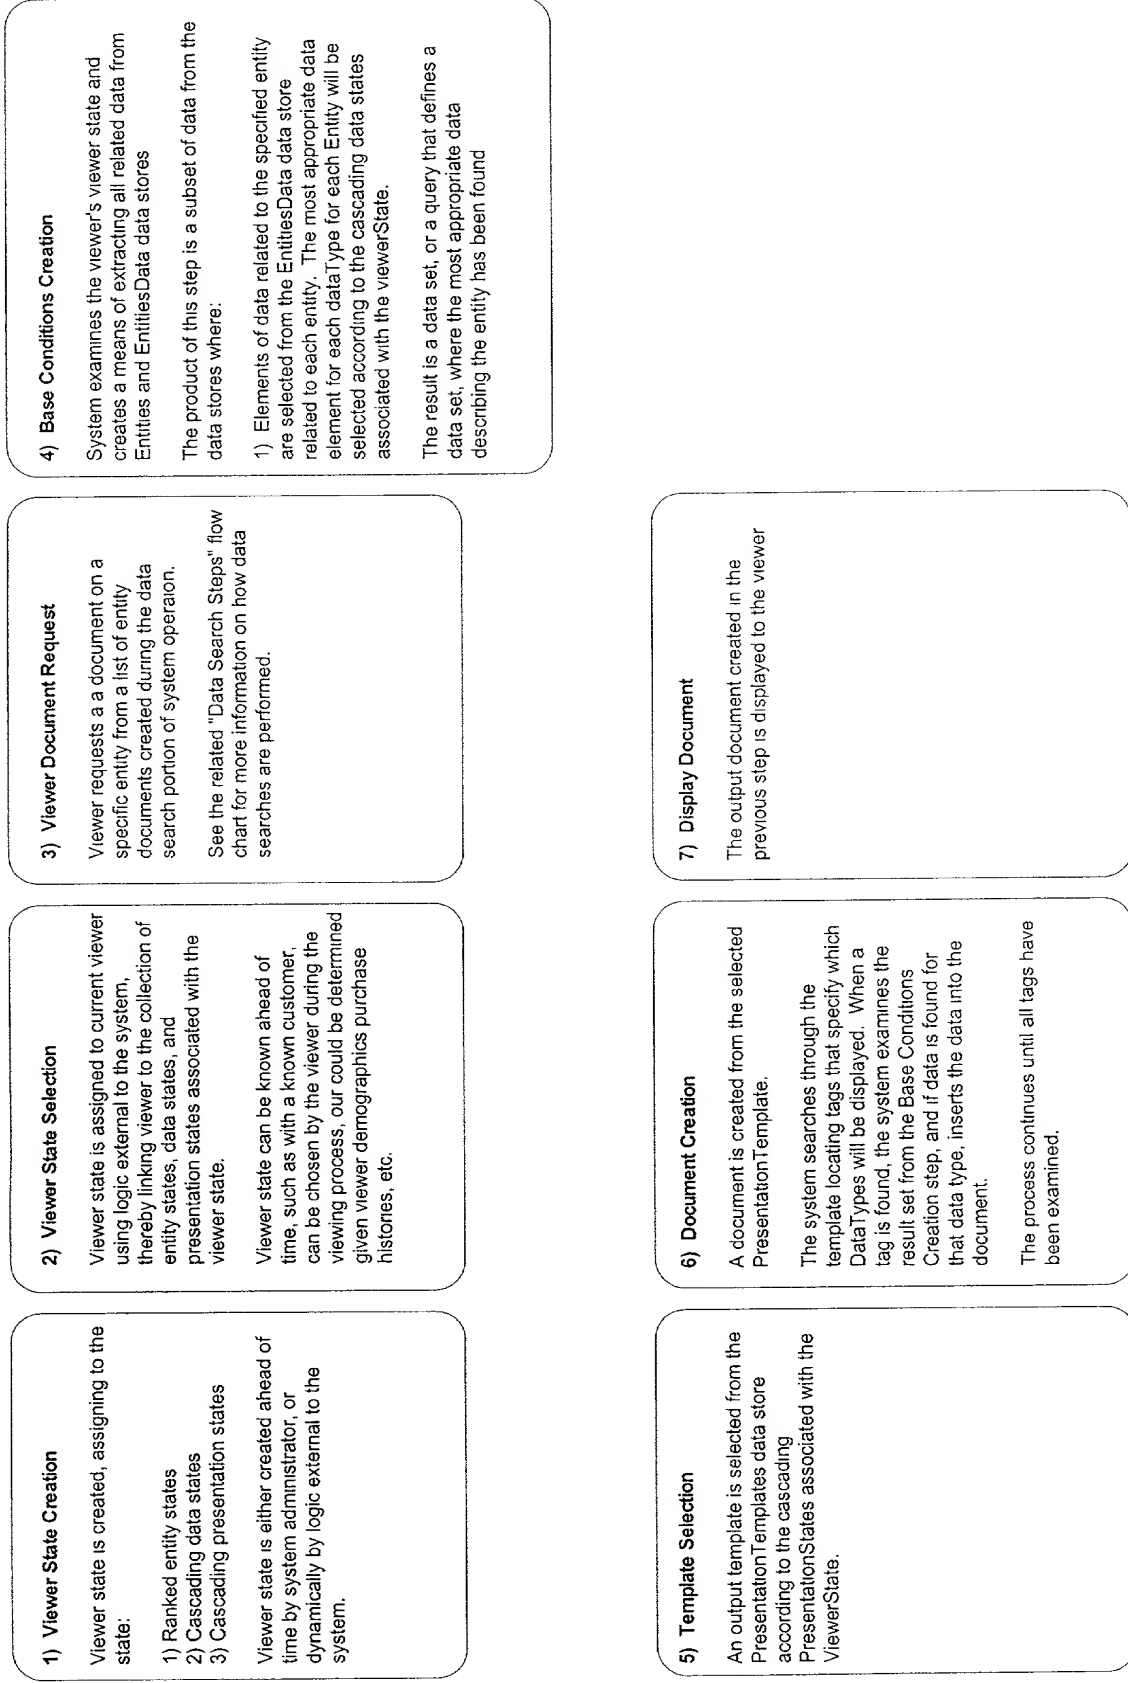 1) Viewer State Creation
Viewer state is created, assigning to the
state:
1) Ranked entity states
2) Cascading data states
3) Cascading presentation states
Viewer state is either created ahead of
time by system administrator, or
dynamically by logic external to the
system.
2) Viewer State Selection
Viewer state is assigned to current viewer
using logic external to the system,
thereby linking viewer to the collection of
entity states, data states, and
presentation states associated with the
viewer state.
Viewer state can be known ahead of
time, such as with a known customer,
can be chosen by the viewer during the
viewing process, our could be determined
given viewer demographics purchase
histories, etc.
3) Viewer Document Request
Viewer requests a a document on a
specific entity from a list of entity
documents created during the data
search portion of system operaion.
See the related "Data Search Steps" flow
chart for more information on how data
searches are performed.
4) Base Conditions Creation
System examines the viewer's viewer state and
creates a means of extracting all related data from
Entities and EntitiesData data stores
The product of this step is a subset of data from the
data stores where:
1) Elements of data related to the specified entity
are selected from the EntitiesData data store
related to each entity. The most appropriate data
element for each dataType for each Entity will be
selected according to the cascading data states
associated with the viewerState.
The result is a data set, or a query that defines a
data set, where the most appropriate data
describing the entity has been found
5) Template Selection
An output template is selected from the
PresentationTemplates data store
according to the cascading
PresentationStates associated with the
ViewerState.
6) Document Creation
A document is created from the selected
PresentationTemplate.
The system searches through the
template locating tags that specify which
DataTypes will be displayed. When a
tag is found, the system examines the
result set from the Base Conditions
Creation step, and if data is found for
that data type, inserts the data into the
document.
The process continues until all tags have
been examined.
7) Display Document
The output document created in the
previous step is displayed to the viewer